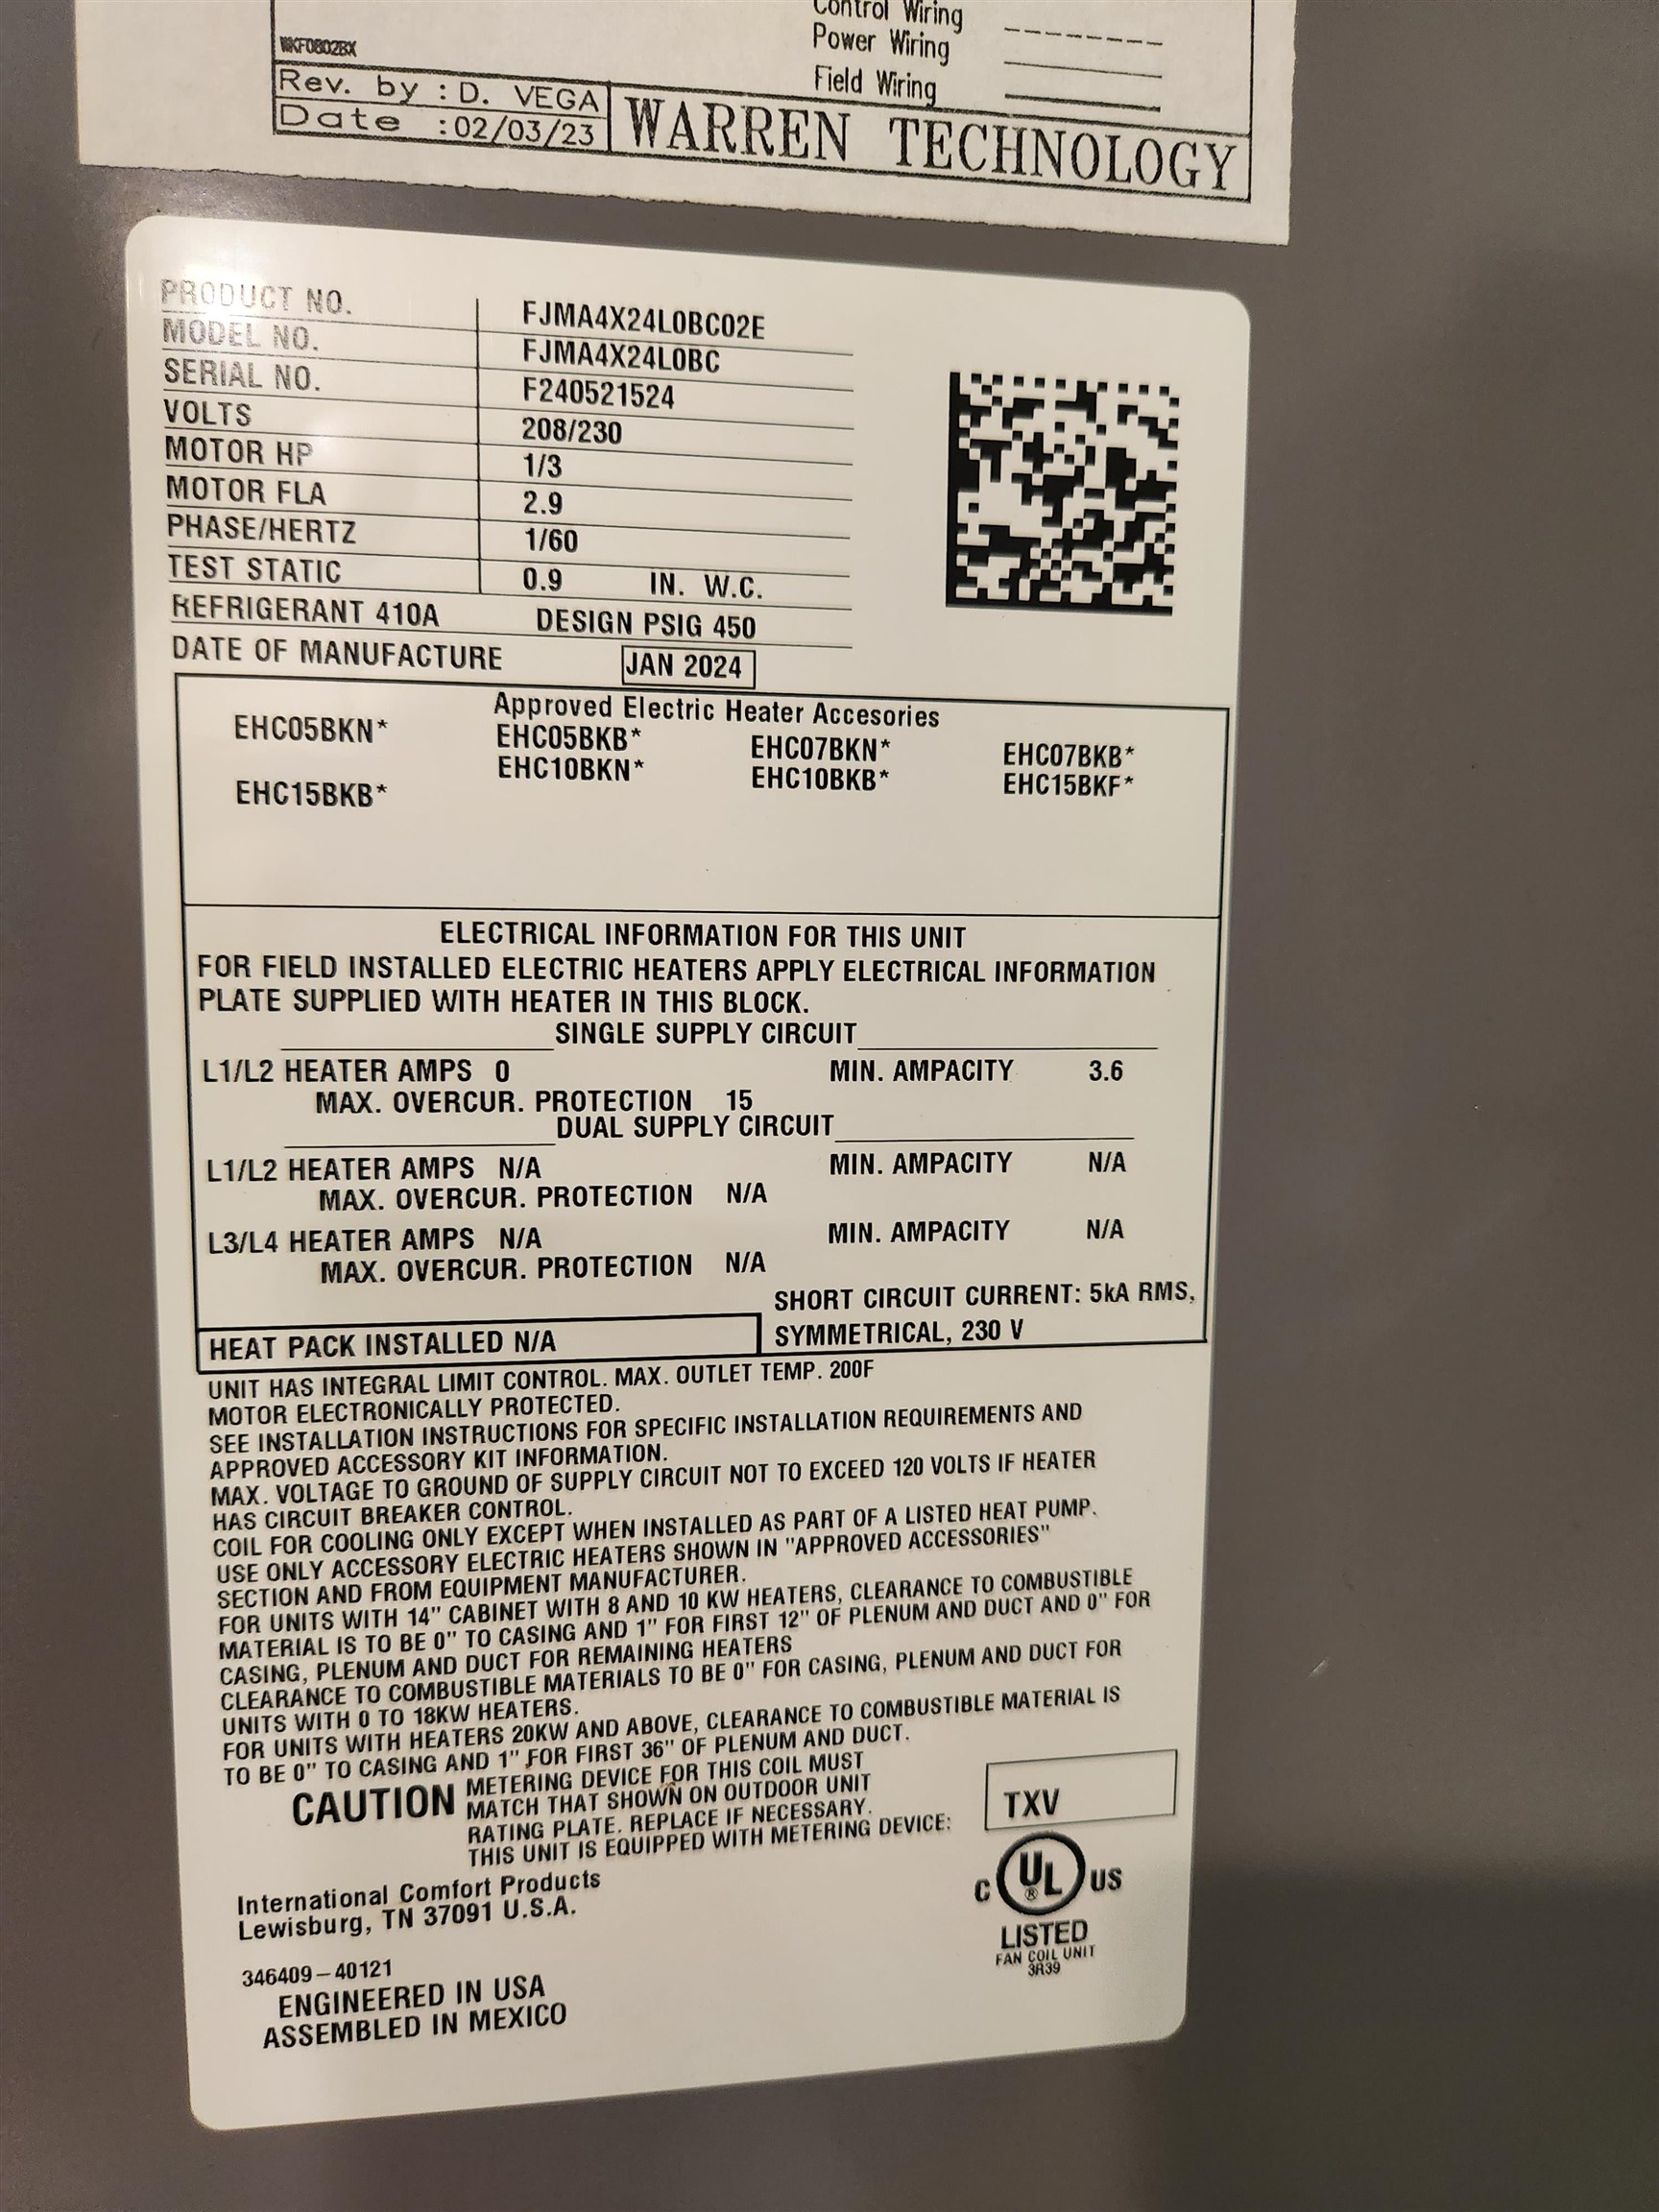 Control Wiring
Power Wiring
Field Wiring
WKF0802BX
Rev. by : D. VEGA
Date : 02/03/23
WARREN TECHNOLOGY
PRODUCT NO. FJMA4X24L0BC02E
MODEL NO. FJMA4X24L0BC
SERIAL NO. F240521524
VOLTS 208/230
MOTOR HP 1/3
MOTOR FLA 2.9
PHASE/HERTZ 1/60
TEST STATIC 0.9 IN. W.C.
REFRIGERANT 410A DESIGN PSIG 450
DATE OF MANUFACTURE JAN 2024
Approved Electric Heater Accesories
EHC05BKN* EHC05BKB* EHC07BKN* EHC07BKB*
EHC10BKN* EHC10BKB* EHC15BKF*
EHC15BKB*
ELECTRICAL INFORMATION FOR THIS UNIT
FOR FIELD INSTALLED ELECTRIC HEATERS APPLY ELECTRICAL INFORMATION
PLATE SUPPLIED WITH HEATER IN THIS BLOCK.
SINGLE SUPPLY CIRCUIT
L1/L2 HEATER AMPS 0 MIN. AMPACITY 3.6
MAX. OVERCUR. PROTECTION 15
DUAL SUPPLY CIRCUIT
L1/L2 HEATER AMPS N/A MIN. AMPACITY N/A
MAX. OVERCUR. PROTECTION N/A
L3/L4 HEATER AMPS N/A MIN. AMPACITY N/A
MAX. OVERCUR. PROTECTION N/A
SHORT CIRCUIT CURRENT: 5kA RMS,
SYMMETRICAL, 230 V
HEAT PACK INSTALLED N/A
UNIT HAS INTEGRAL LIMIT CONTROL. MAX. OUTLET TEMP. 200F
MOTOR ELECTRONICALLY PROTECTED.
SEE INSTALLATION INSTRUCTIONS FOR SPECIFIC INSTALLATION REQUIREMENTS AND
APPROVED ACCESSORY KIT INFORMATION.
MAX. VOLTAGE TO GROUND OF SUPPLY CIRCUIT NOT TO EXCEED 120 VOLTS IF HEATER
HAS CIRCUIT BREAKER CONTROL.
COIL FOR COOLING ONLY EXCEPT WHEN INSTALLED AS PART OF A LISTED HEAT PUMP.
USE ONLY ACCESSORY ELECTRIC HEATERS SHOWN IN "APPROVED ACCESSORIES"
SECTION AND FROM EQUIPMENT MANUFACTURER.
FOR UNITS WITH 14" CABINET WITH 8 AND 10 KW HEATERS, CLEARANCE TO COMBUSTIBLE
MATERIAL IS TO BE 0" TO CASING AND 1" FOR FIRST 12" OF PLENUM AND DUCT AND 0" FOR
CASING, PLENUM AND DUCT FOR REMAINING HEATERS
CLEARANCE TO COMBUSTIBLE MATERIALS TO BE 0" FOR CASING, PLENUM AND DUCT FOR
UNITS WITH 0 TO 18KW HEATERS.
FOR UNITS WITH HEATERS 20KW AND ABOVE, CLEARANCE TO COMBUSTIBLE MATERIAL IS
TO BE 0" TO CASING AND 1" FOR FIRST 36" OF PLENUM AND DUCT.
CAUTION METERING DEVICE FOR THIS COIL MUST
MATCH THAT SHOWN ON OUTDOOR UNIT
RATING PLATE. REPLACE IF NECESSARY.
THIS UNIT IS EQUIPPED WITH METERING DEVICE: TXV
C UL ® US
LISTED
FAN COIL UNIT
3A39
International Comfort Products
Lewisburg, TN 37091 U.S.A.
346409-40121
ENGINEERED IN USA
ASSEMBLED IN MEXICO